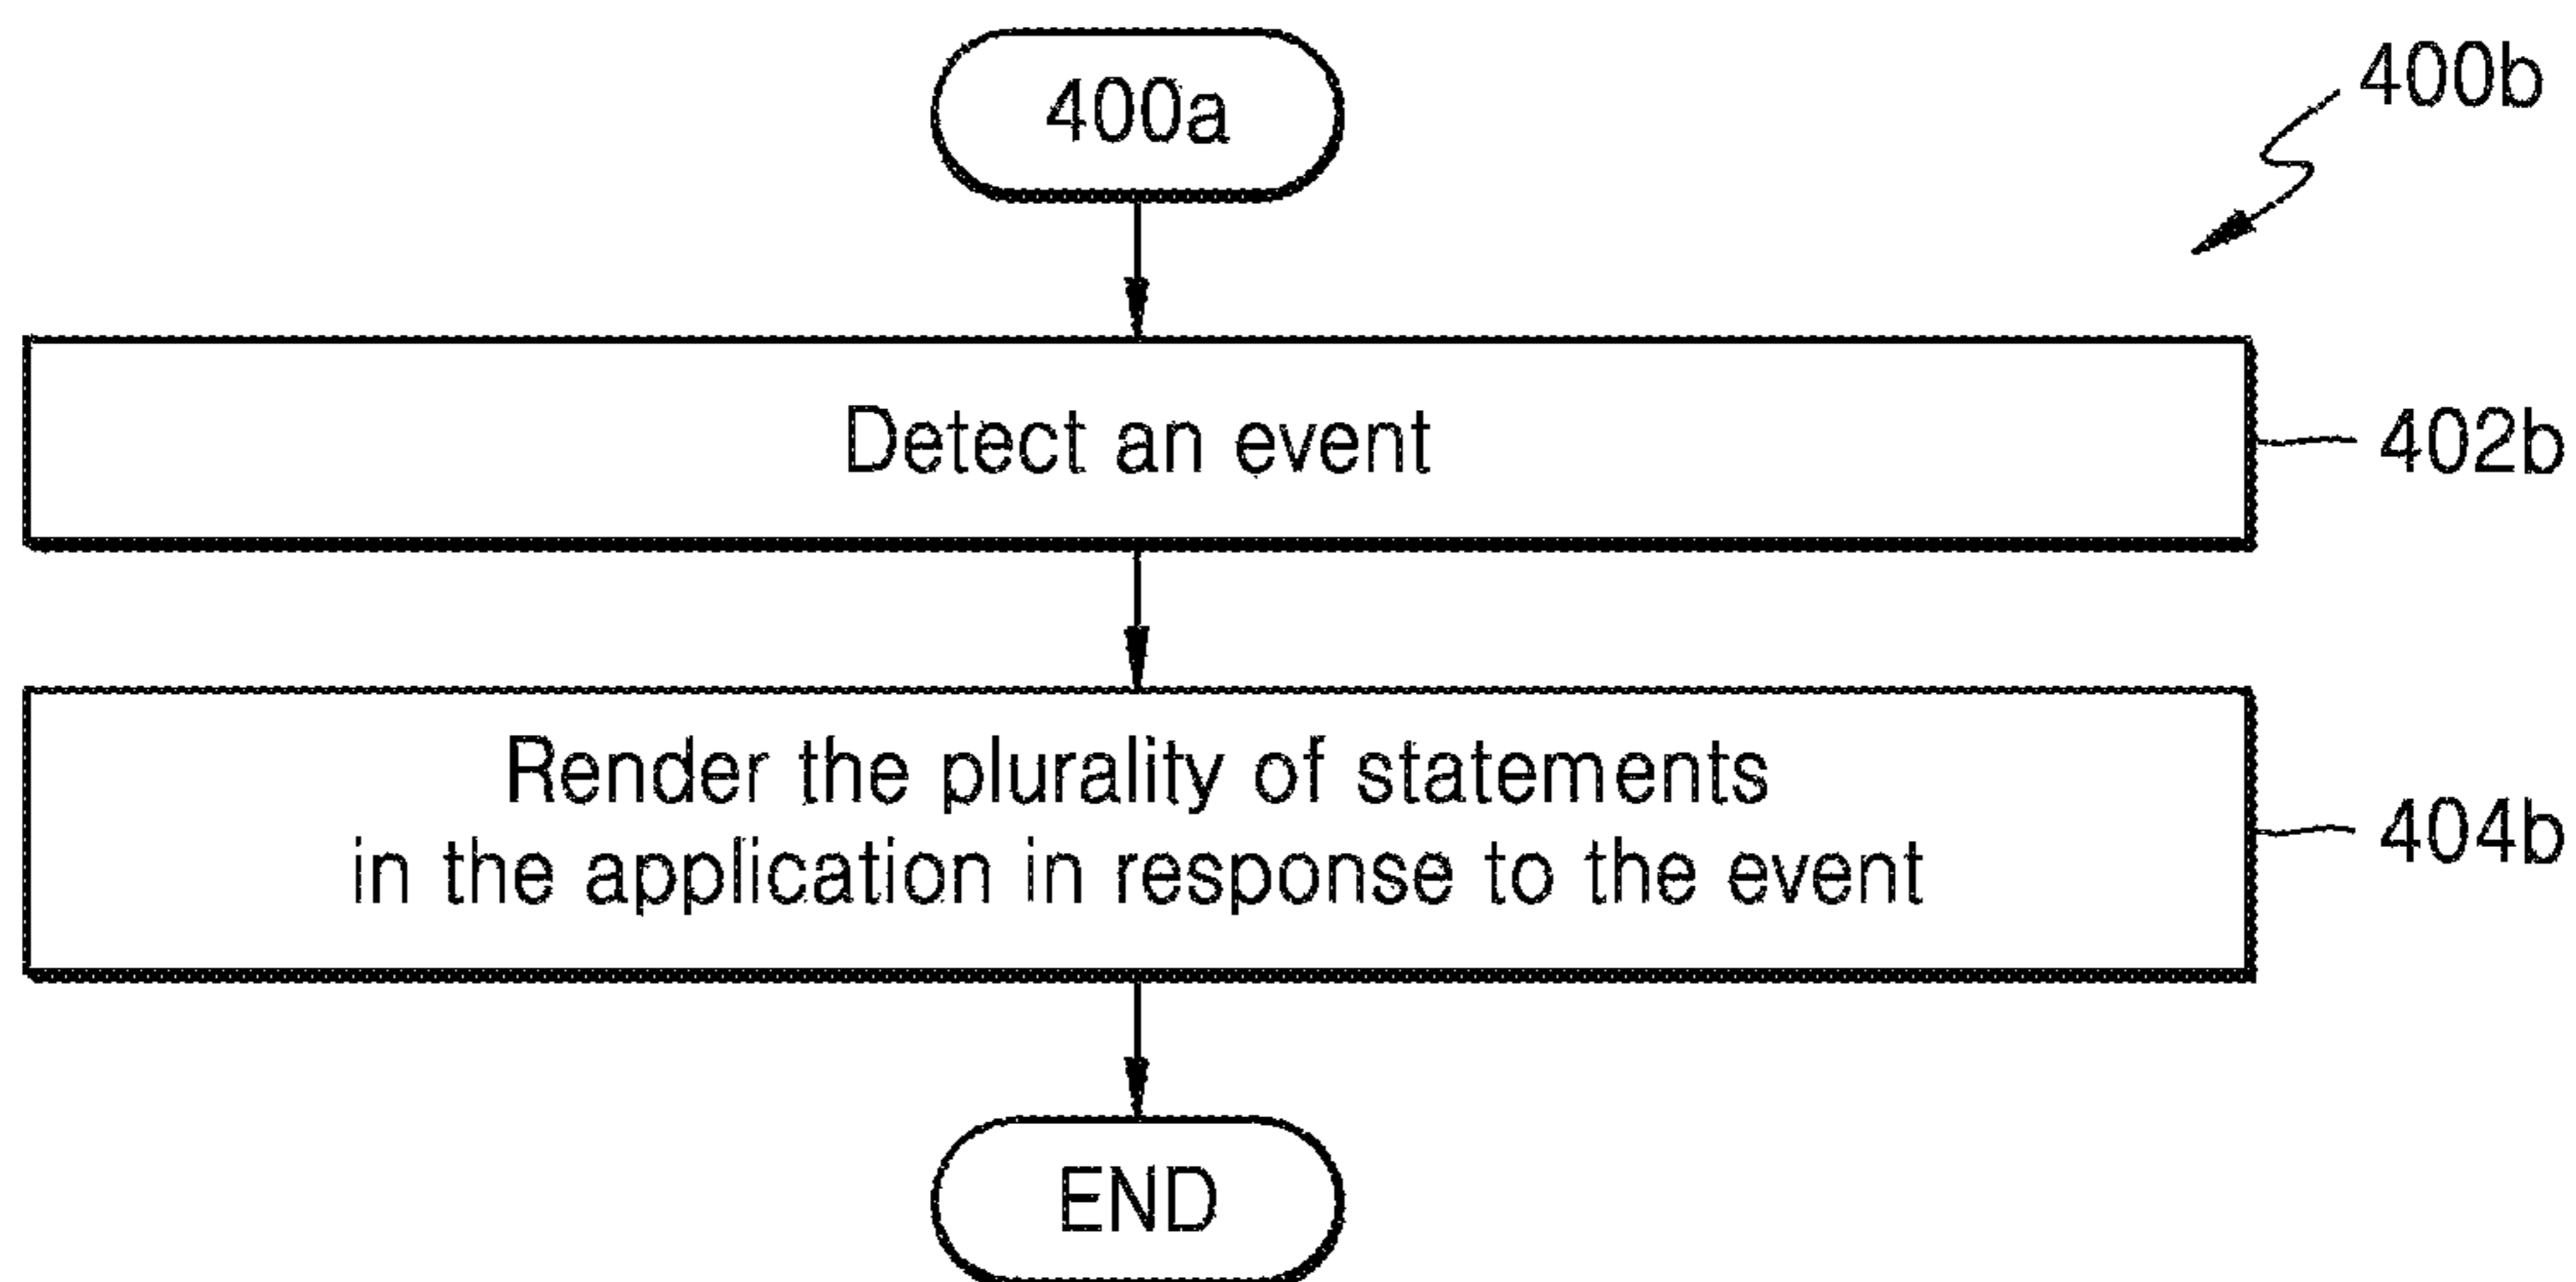 400a
400b
Detect an event
402b
Render the plurality of statements
in the application in response to the event
404b
END